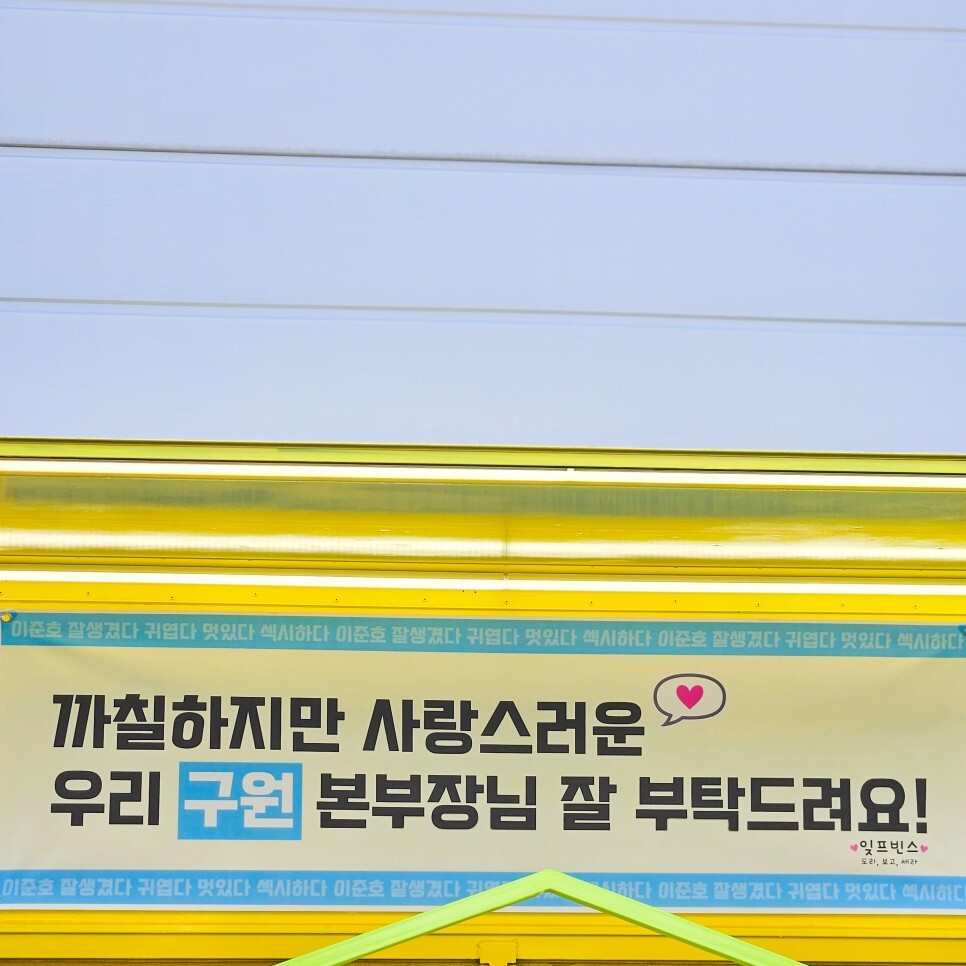 이준호 잘생겼다 귀엽다 멋있다 섹시하다 이준호 잘생겼다 귀엽다 멋있다 섹시하다 이준호 잘생겼다 귀엽다 멋있다 섹시하다
까칠하지만 사랑스러운
우리 구원 본부장님 잘 부탁드려요!
잇프빈스
도리, 보고, 세라
이준호 잘생겼다 귀엽다 멋있다 섹시하다 이준호 잘생겼다 귀엽다 멋있다 섹시하다 이준호 잘생겼다 귀엽다 멋있다 섹시하다